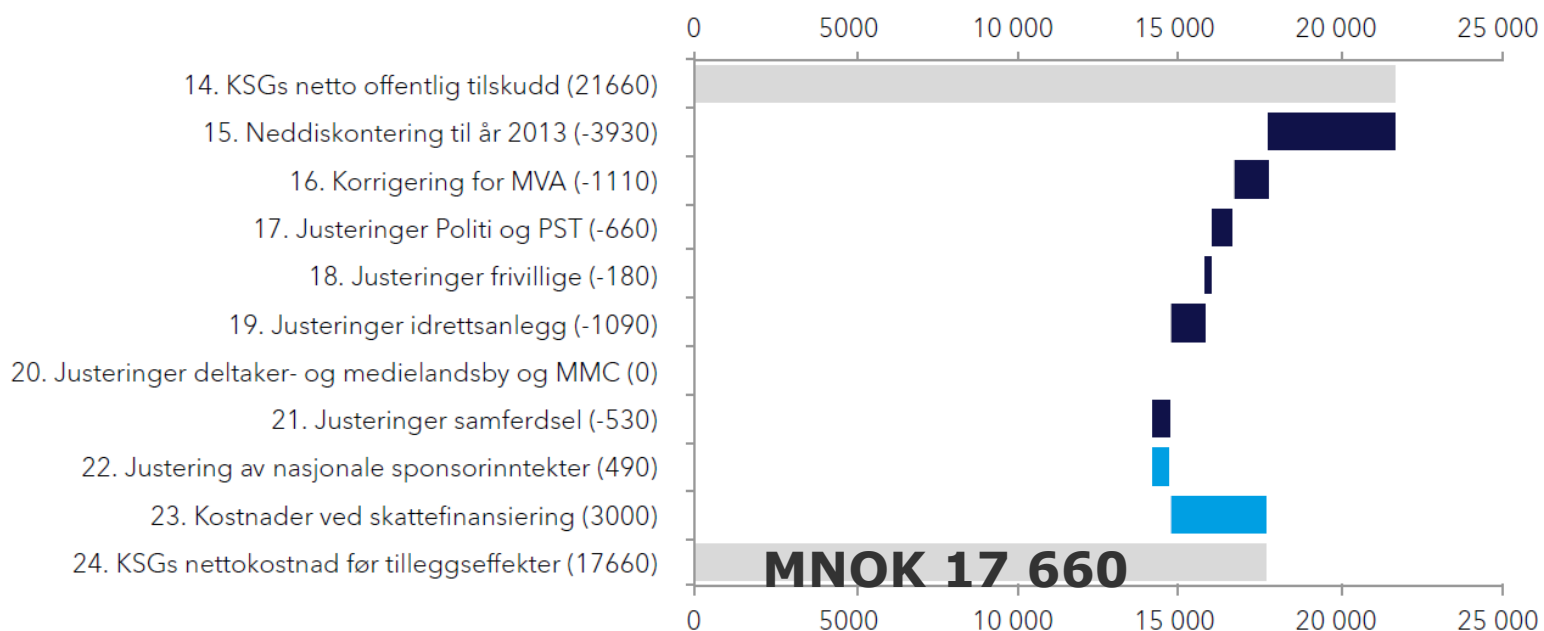 0 5000 10 000 15 000 20 000 25 000
14. KSGs netto offentlig tilskudd (21660)
15. Neddiskontering til år 2013 (-3930)
16. Korrigering for MVA (-1110)
17. Justeringer Politi og PST (-660)
18. Justeringer frivillige (-180)
19. Justeringer idrettsanlegg (-1090)
20. Justeringer deltaker- og medielandsby og MMC (0)
21. Justeringer samferdsel (-530)
22. Justering av nasjonale sponsorinntekter (490)
23. Kostnader ved skattefinansiering (3000)
24. KSGs nettokostnad før tilleggseffekter (17660)
MNOK 17 660
0 5000 10 000 15 000 20 000 25 000